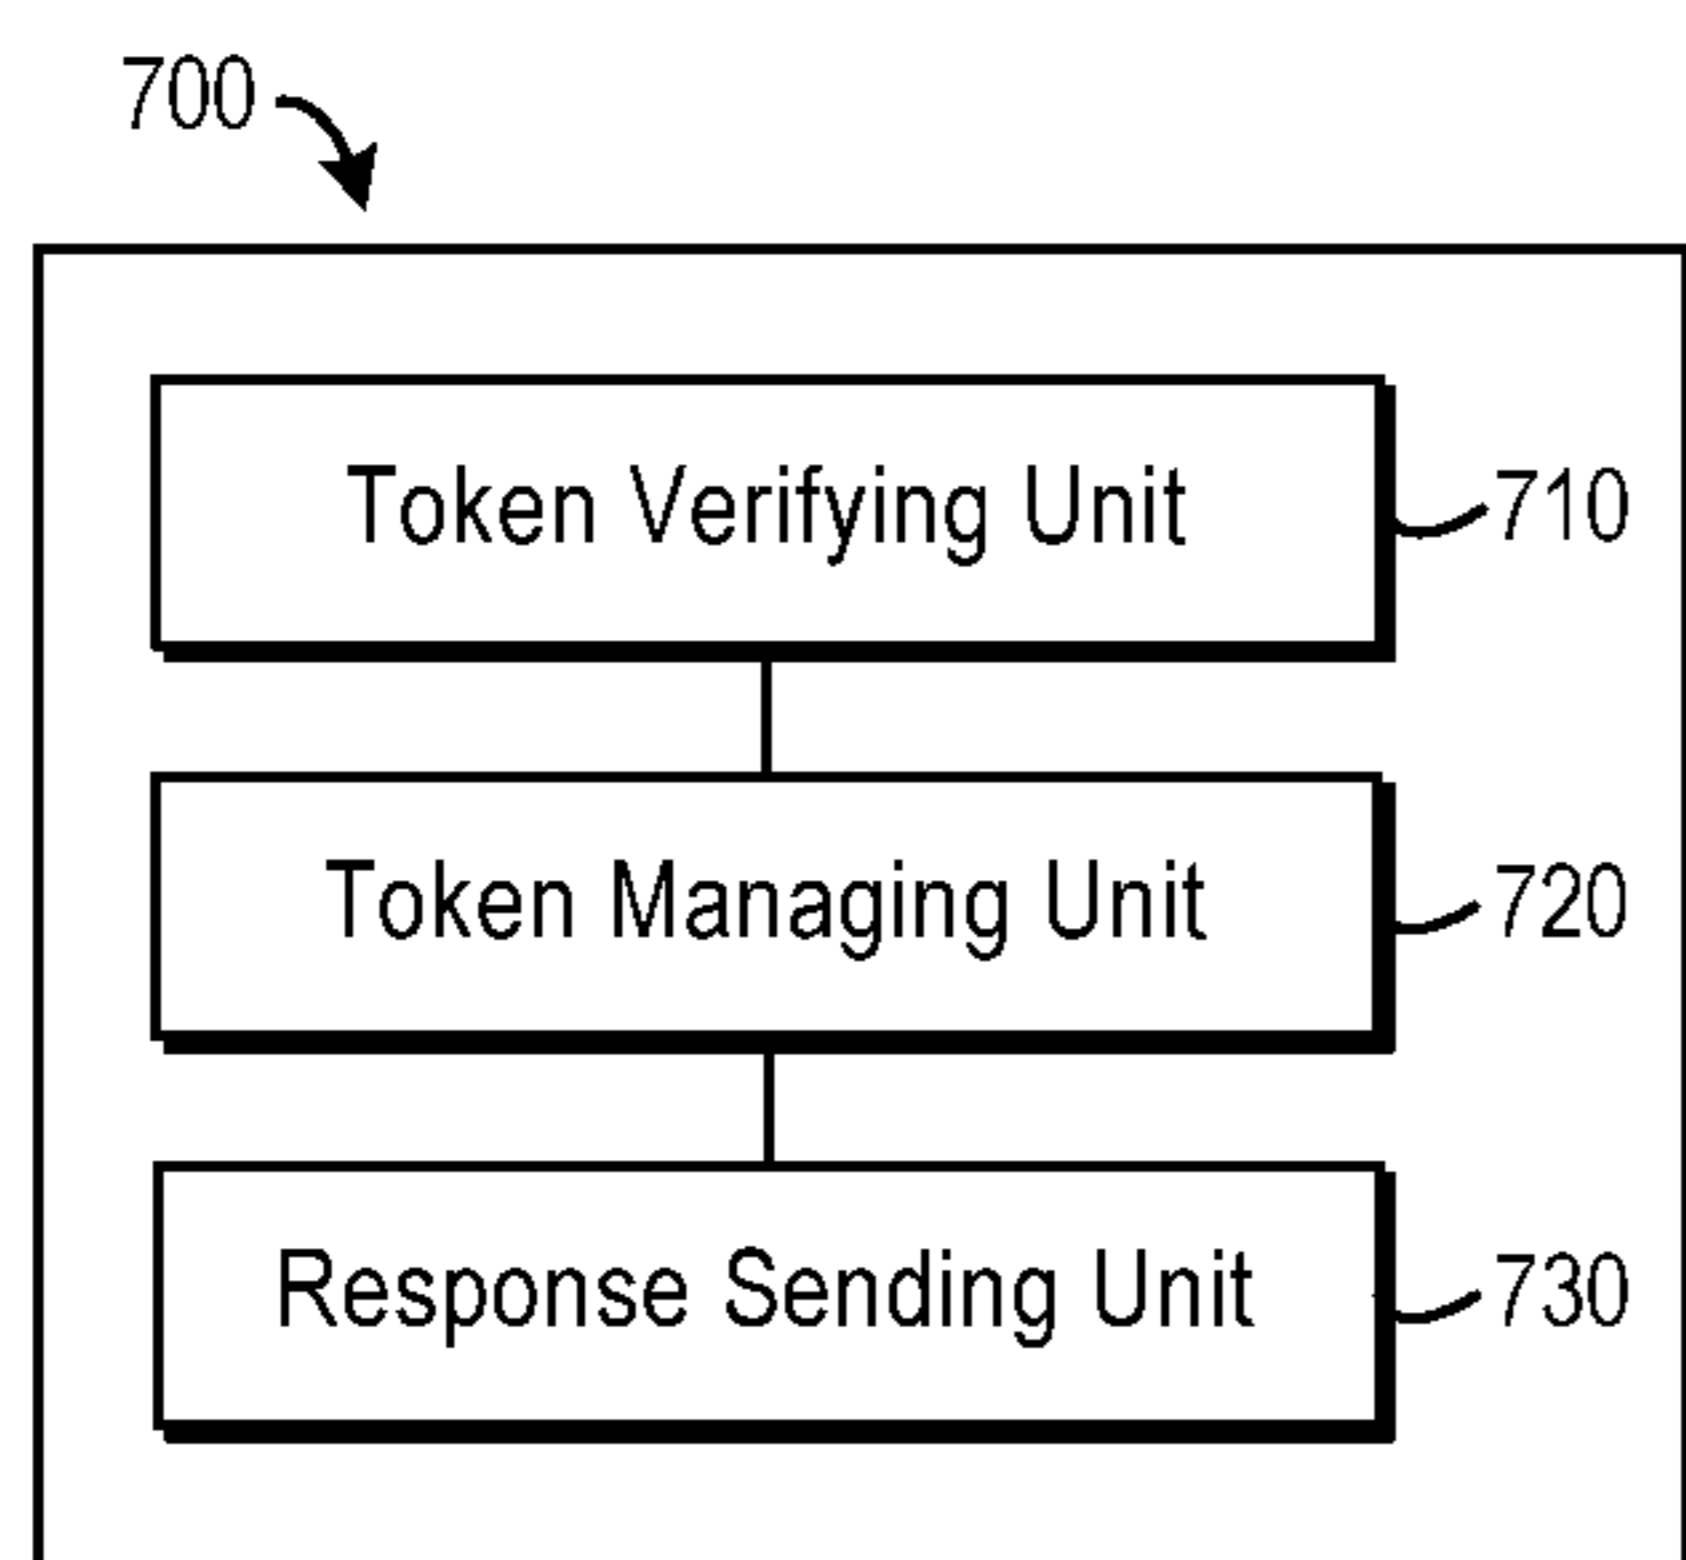 700
Token Verifying Unit
710
Token Managing Unit
720
Response Sending Unit
730